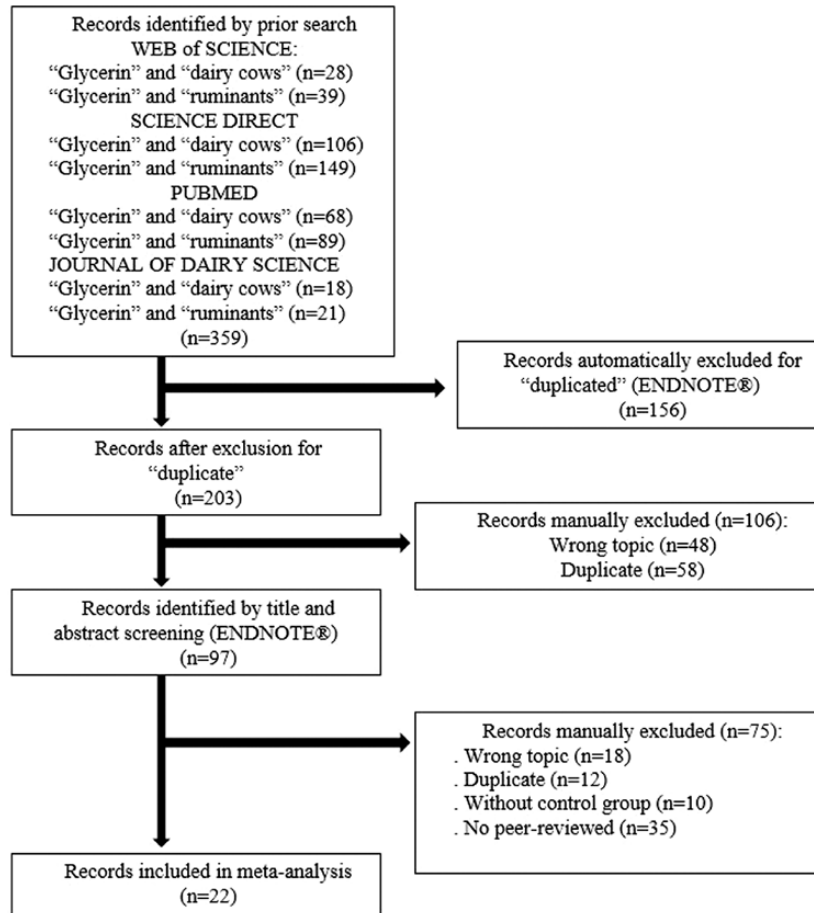 Records identified by prior search
WEB of SCIENCE:
“Glycerin” and “dairy cows” (n=28)
“Glycerin” and “ruminants” (n=39)
SCIENCE DIRECT
“Glycerin” and “dairy cows” (n=106)
“Glycerin” and “ruminants” (n=149)
PUBMED
“Glycerin” and “dairy cows” (n=68)
“Glycerin” and “ruminants” (n=89)
JOURNAL OF DAIRY SCIENCE
“Glycerin” and “dairy cows” (n=18)
“Glycerin” and “ruminants” (n=21)
(n=359)
Records automatically excluded for
“duplicated” (ENDNOTE®)
(n=156)
Records after exclusion for
“duplicate”
(n=203)
Records manually excluded (n=106):
Wrong topic (n=48)
Duplicate (n=58)
Records identified by title and
abstract screening (ENDNOTE®)
(n=97)
Records manually excluded (n=75):
. Wrong topic (n=18)
. Duplicate (n=12)
. Without control group (n=10)
. No peer-reviewed (n=35)
Records included in meta-analysis
(n=22)